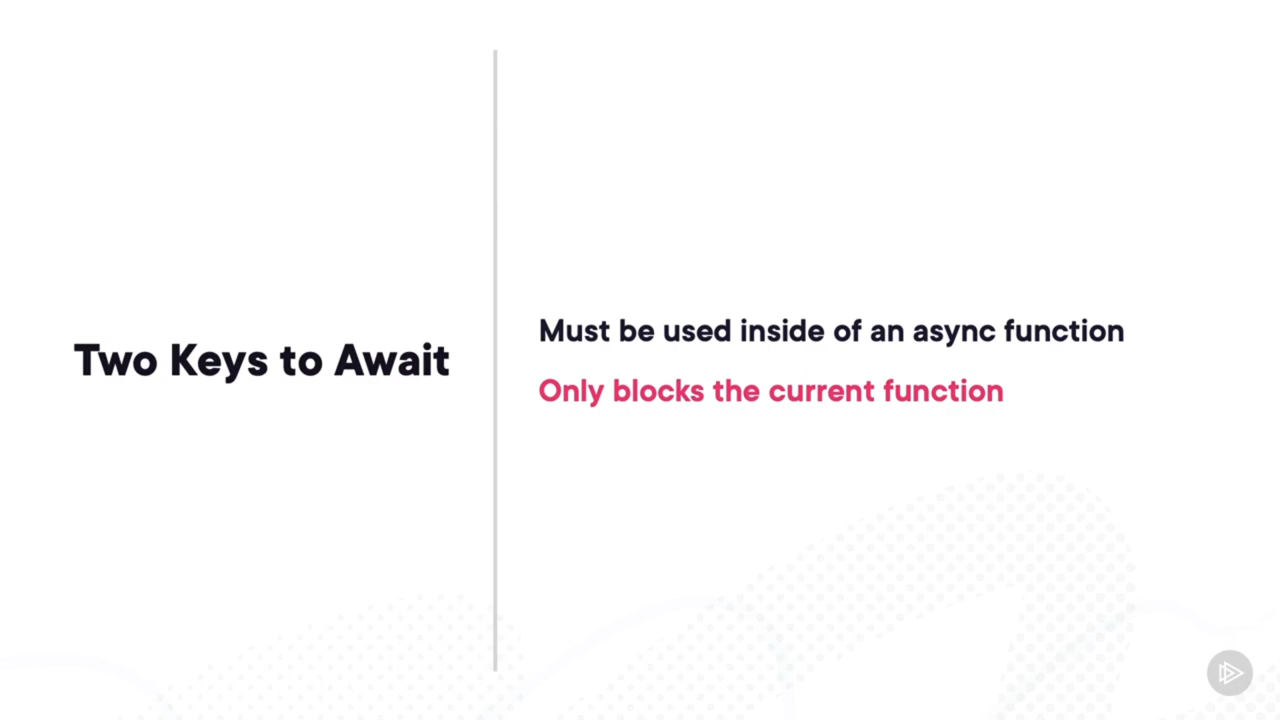 Two Keys to Await
Must be used inside of an async function
Only blocks the current function